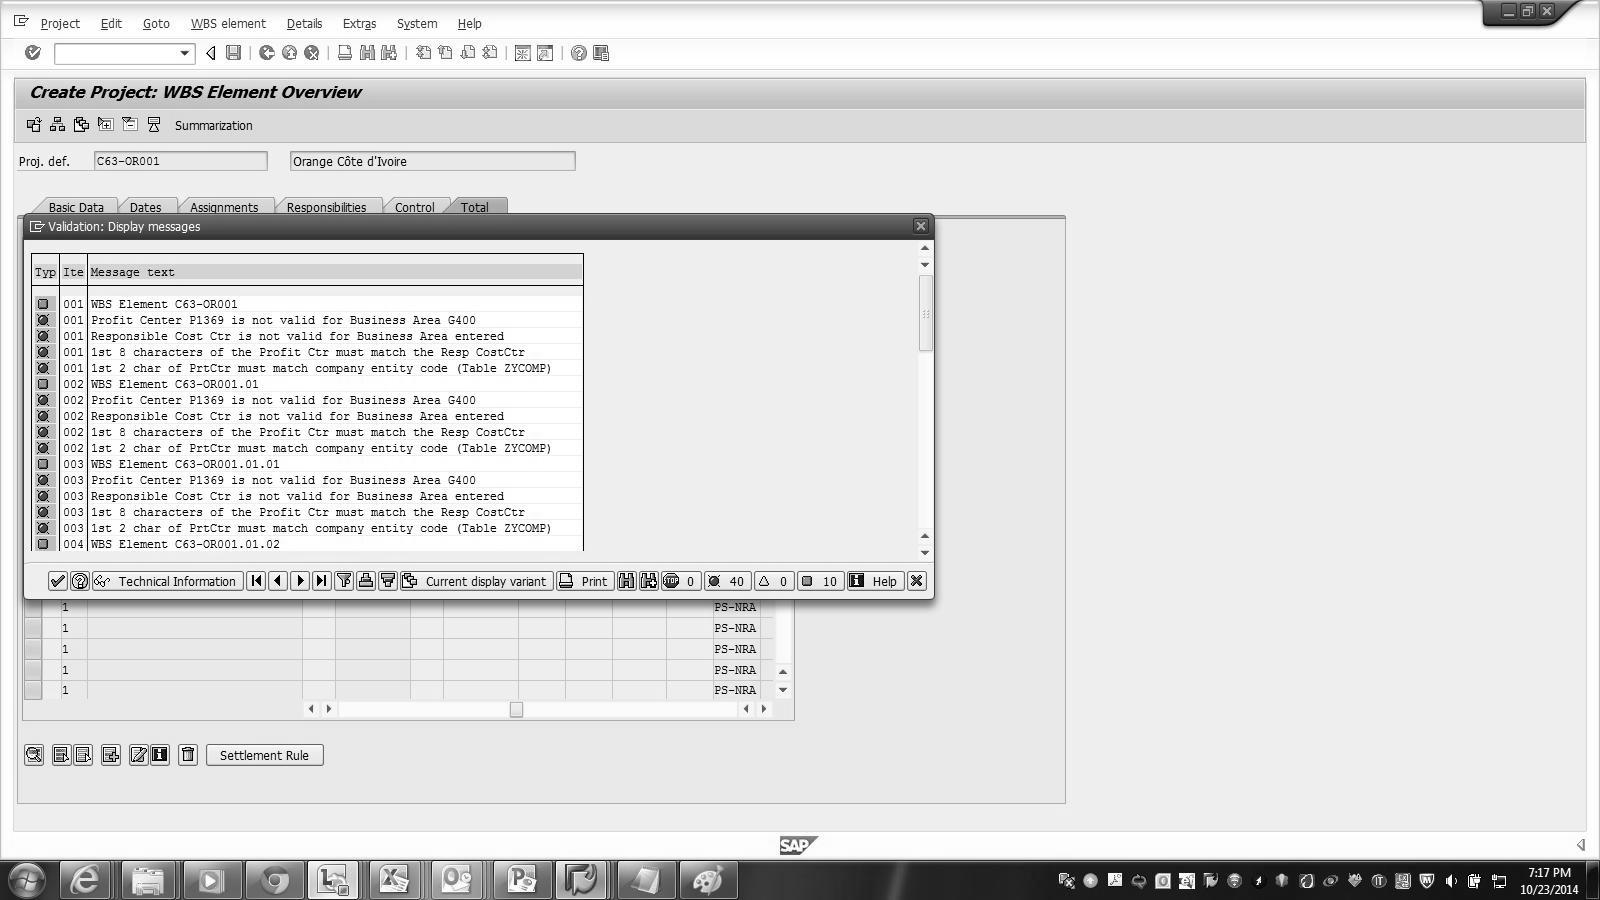 Project Edit Goto WBS element Details Extras System Help
Create Project: WBS Element Overview
Summarization
Proj. def. C63-OR001 Orange Côte d'Ivoire
Basic Data Dates Assignments Responsibilities Control Total
Validation: Display messages
Typ Ite Message text
001 WBS Element C63-OR001
001 Profit Center P1369 is not valid for Business Area G400
001 Responsible Cost Ctr is not valid for Business Area entered
001 1st 8 characters of the Profit Ctr must match the Resp CostCtr
001 1st 2 char of PrtCtr must match company entity code (Table ZYCOMP)
002 WBS Element C63-OR001.01
002 Profit Center P1369 is not valid for Business Area G400
002 Responsible Cost Ctr is not valid for Business Area entered
002 1st 8 characters of the Profit Ctr must match the Resp CostCtr
002 1st 2 char of PrtCtr must match company entity code (Table ZYCOMP)
003 WBS Element C63-OR001.01.01
003 Profit Center P1369 is not valid for Business Area G400
003 Responsible Cost Ctr is not valid for Business Area entered
003 1st 8 characters of the Profit Ctr must match the Resp CostCtr
003 1st 2 char of PrtCtr must match company entity code (Table ZYCOMP)
004 WBS Element C63-OR001.01.02
Technical Information Current display variant Print STOP 0 40 0 10 Help
1 PS-NRA
1 PS-NRA
1 PS-NRA
1 PS-NRA
1 PS-NRA
Settlement Rule
SAP
7:17 PM
10/23/2014